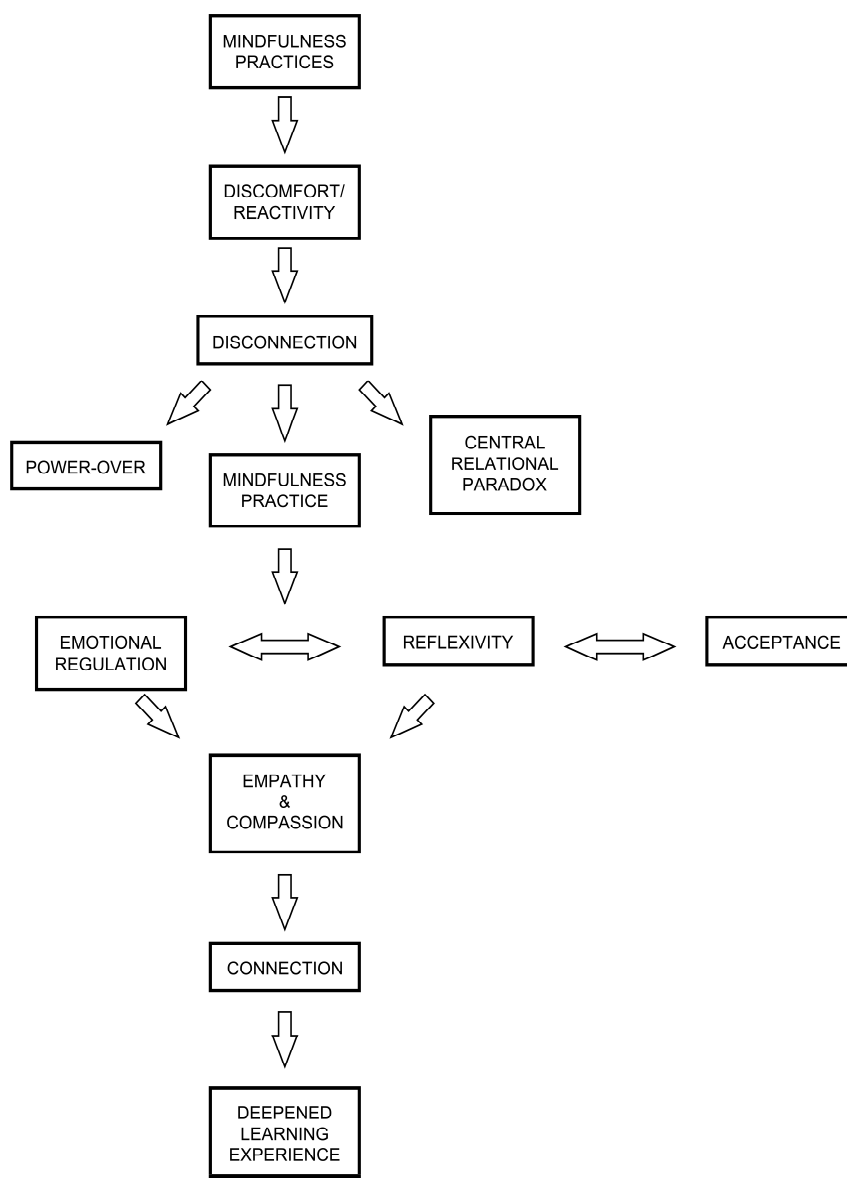 MINDFULNESS
PRACTICES
DISCOMFORT/
REACTIVITY
DISCONNECTION
POWER-OVER
MINDFULNESS
PRACTICE
CENTRAL
RELATIONAL
PARADOX
EMOTIONAL
REGULATION
REFLEXIVITY
ACCEPTANCE
EMPATHY
&
COMPASSION
CONNECTION
DEEPENED
LEARNING
EXPERIENCE